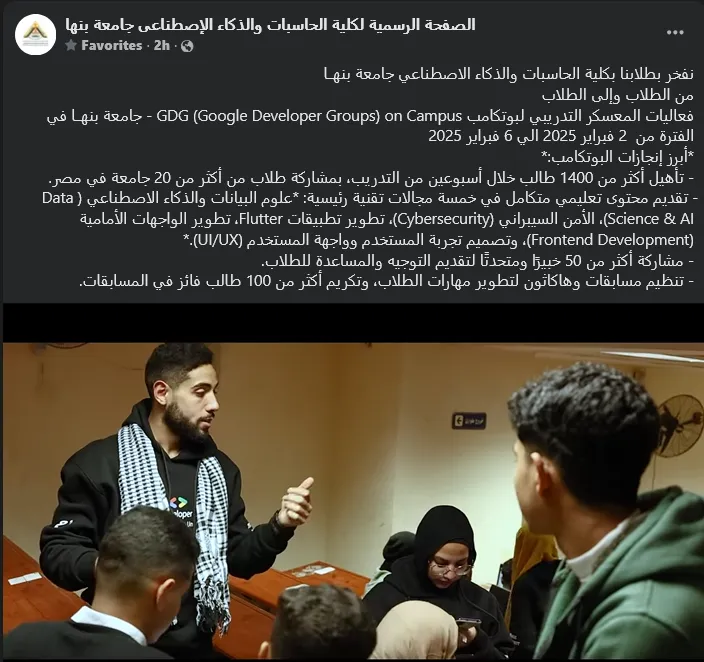 الصفحة الرسمية لكلية الحاسبات والذكاء الإصطناعى جامعة بنها
Favorites · 2h ·
نفخر بطلابنا بكلية الحاسبات والذكاء الاصطناعي جامعة بنهـا
من الطلاب وإلى الطلاب
فعاليات المعسكر التدريبي لبوتكامب GDG (Google Developer Groups) on Campus - جامعة بنهـا في
الفترة من 2 فبراير 2025 الي 6 فبراير 2025
*أبرز إنجازات البوتكامب:*
- تأهيل أكثر من 1400 طالب خلال أسبوعين من التدريب، بمشاركة طلاب من أكثر من 20 جامعة في مصر.
- تقديم محتوى تعليمي متكامل في خمسة مجالات تقنية رئيسية: *علوم البيانات والذكاء الاصطناعي (Data
Science & AI)، الأمن السيبراني (Cybersecurity)، تطوير تطبيقات Flutter، تطوير الواجهات الأمامية
(Frontend Development)، وتصميم تجربة المستخدم وواجهة المستخدم (UI/UX).*
- مشاركة أكثر من 50 خبيرًا ومتحدثًا لتقديم التوجيه والمساعدة للطلاب.
- تنظيم مسابقات وهاكاثون لتطوير مهارات الطلاب، وتكريم أكثر من 100 طالب فائز في المسابقات.